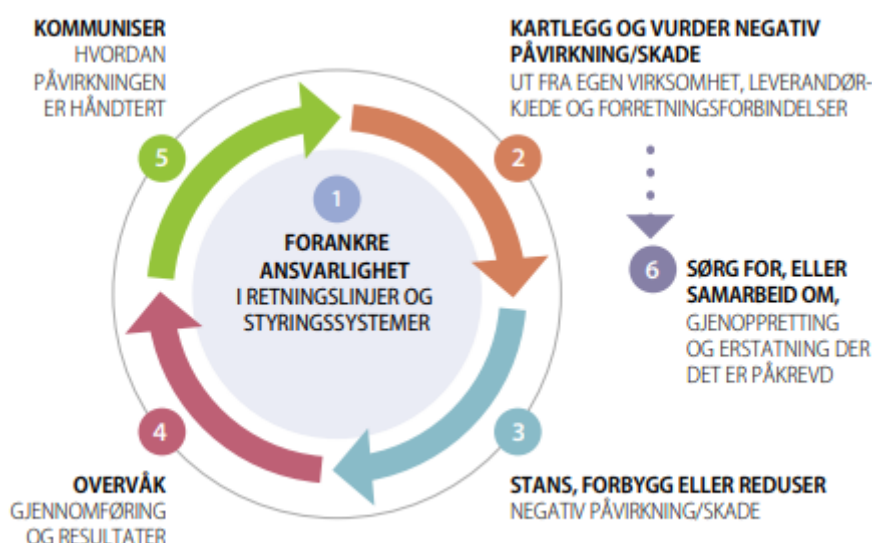 1
FORANKRE
ANSVARLIGHET
I RETNINGSLINJER OG
STYRINGSSYSTEMER
2
KARTLEGG OG VURDER NEGATIV
PÅVIRKNING/SKADE
UT FRA EGEN VIRKSOMHET, LEVERANDØR-
KJEDE OG FORRETNINGSFORBINDELSER
3
STANS, FORBYGG ELLER REDUSER
NEGATIV PÅVIRKNING/SKADE
4
OVERVÅK
GJENNOMFØRING
OG RESULTATER
5
KOMMUNISER
HVORDAN
PÅVIRKNINGEN
ER HÅNDTERT
6
SØRG FOR, ELLER
SAMARBEID OM,
GJENOPPRETTING
OG ERSTATNING DER
DET ER PÅKREVD